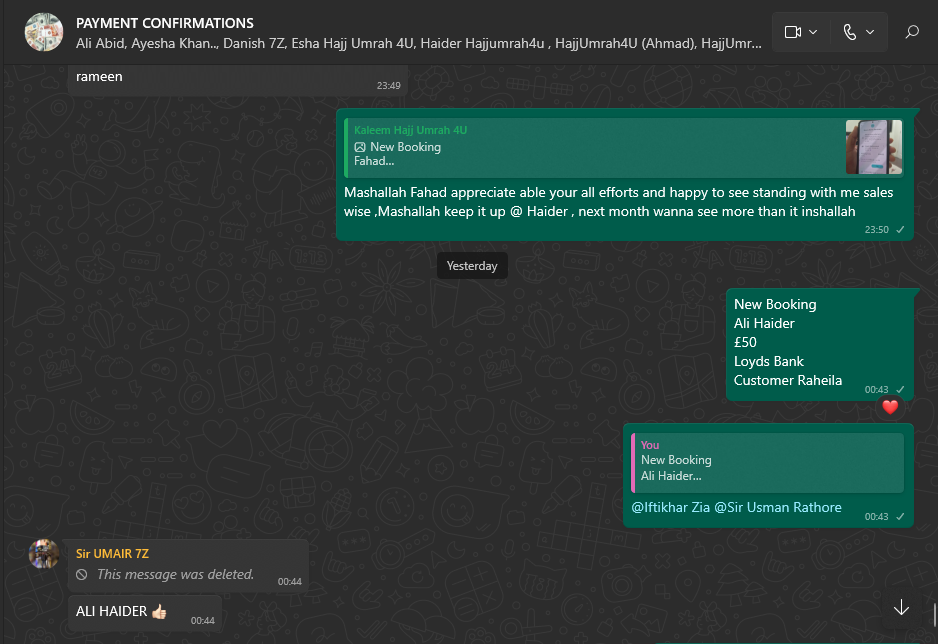 PAYMENT CONFIRMATIONS
Ali Abid, Ayesha Khan.., Danish 7Z, Esha Hajj Umrah 4U, Haider Hajjumrah4u , HajjUmrah4U (Ahmad), HajjUmr...
rameen
23:49
Kaleem Hajj Umrah 4U
New Booking
Fahad...
Mashallah Fahad appreciate able your all efforts and happy to see standing with me sales
wise ,Mashallah keep it up @ Haider , next month wanna see more than it inshallah
23:50
Yesterday
New Booking
Ali Haider
£50
Loyds Bank
Customer Raheila
00:43
You
New Booking
Ali Haider...
@Iftikhar Zia @Sir Usman Rathore
00:43
Sir UMAIR 7Z
This message was deleted.
00:44
ALI HAIDER 👍🏻
00:44